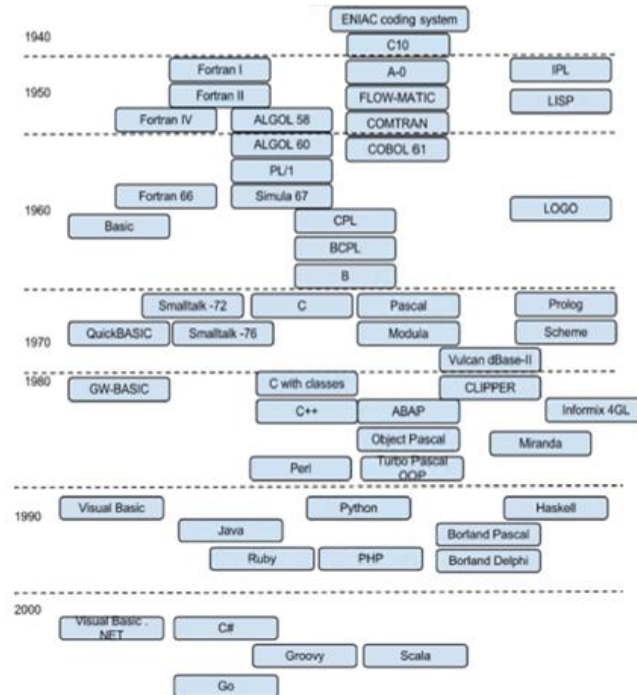 ENIAC coding system
1940
C10
Fortran I
A-0
IPL
1950
Fortran II
FLOW-MATIC
LISP
Fortran IV
ALGOL 58
COMTRAN
ALGOL 60
COBOL 61
PL/1
Fortran 66
Simula 67
LOGO
1960
Basic
CPL
BCPL
B
Smalltalk -72
C
Pascal
Prolog
QuickBASIC
Smalltalk -76
Modula
Scheme
1970
Vulcan dBase-II
1980
GW-BASIC
C with classes
CLIPPER
C++
ABAP
Informix 4GL
Object Pascal
Miranda
Perl
Turbo Pascal
OOP
Visual Basic
Python
Haskell
1990
Java
Borland Pascal
Ruby
PHP
Borland Delphi
2000
Visual Basic .
NET
C#
Groovy
Scala
Go